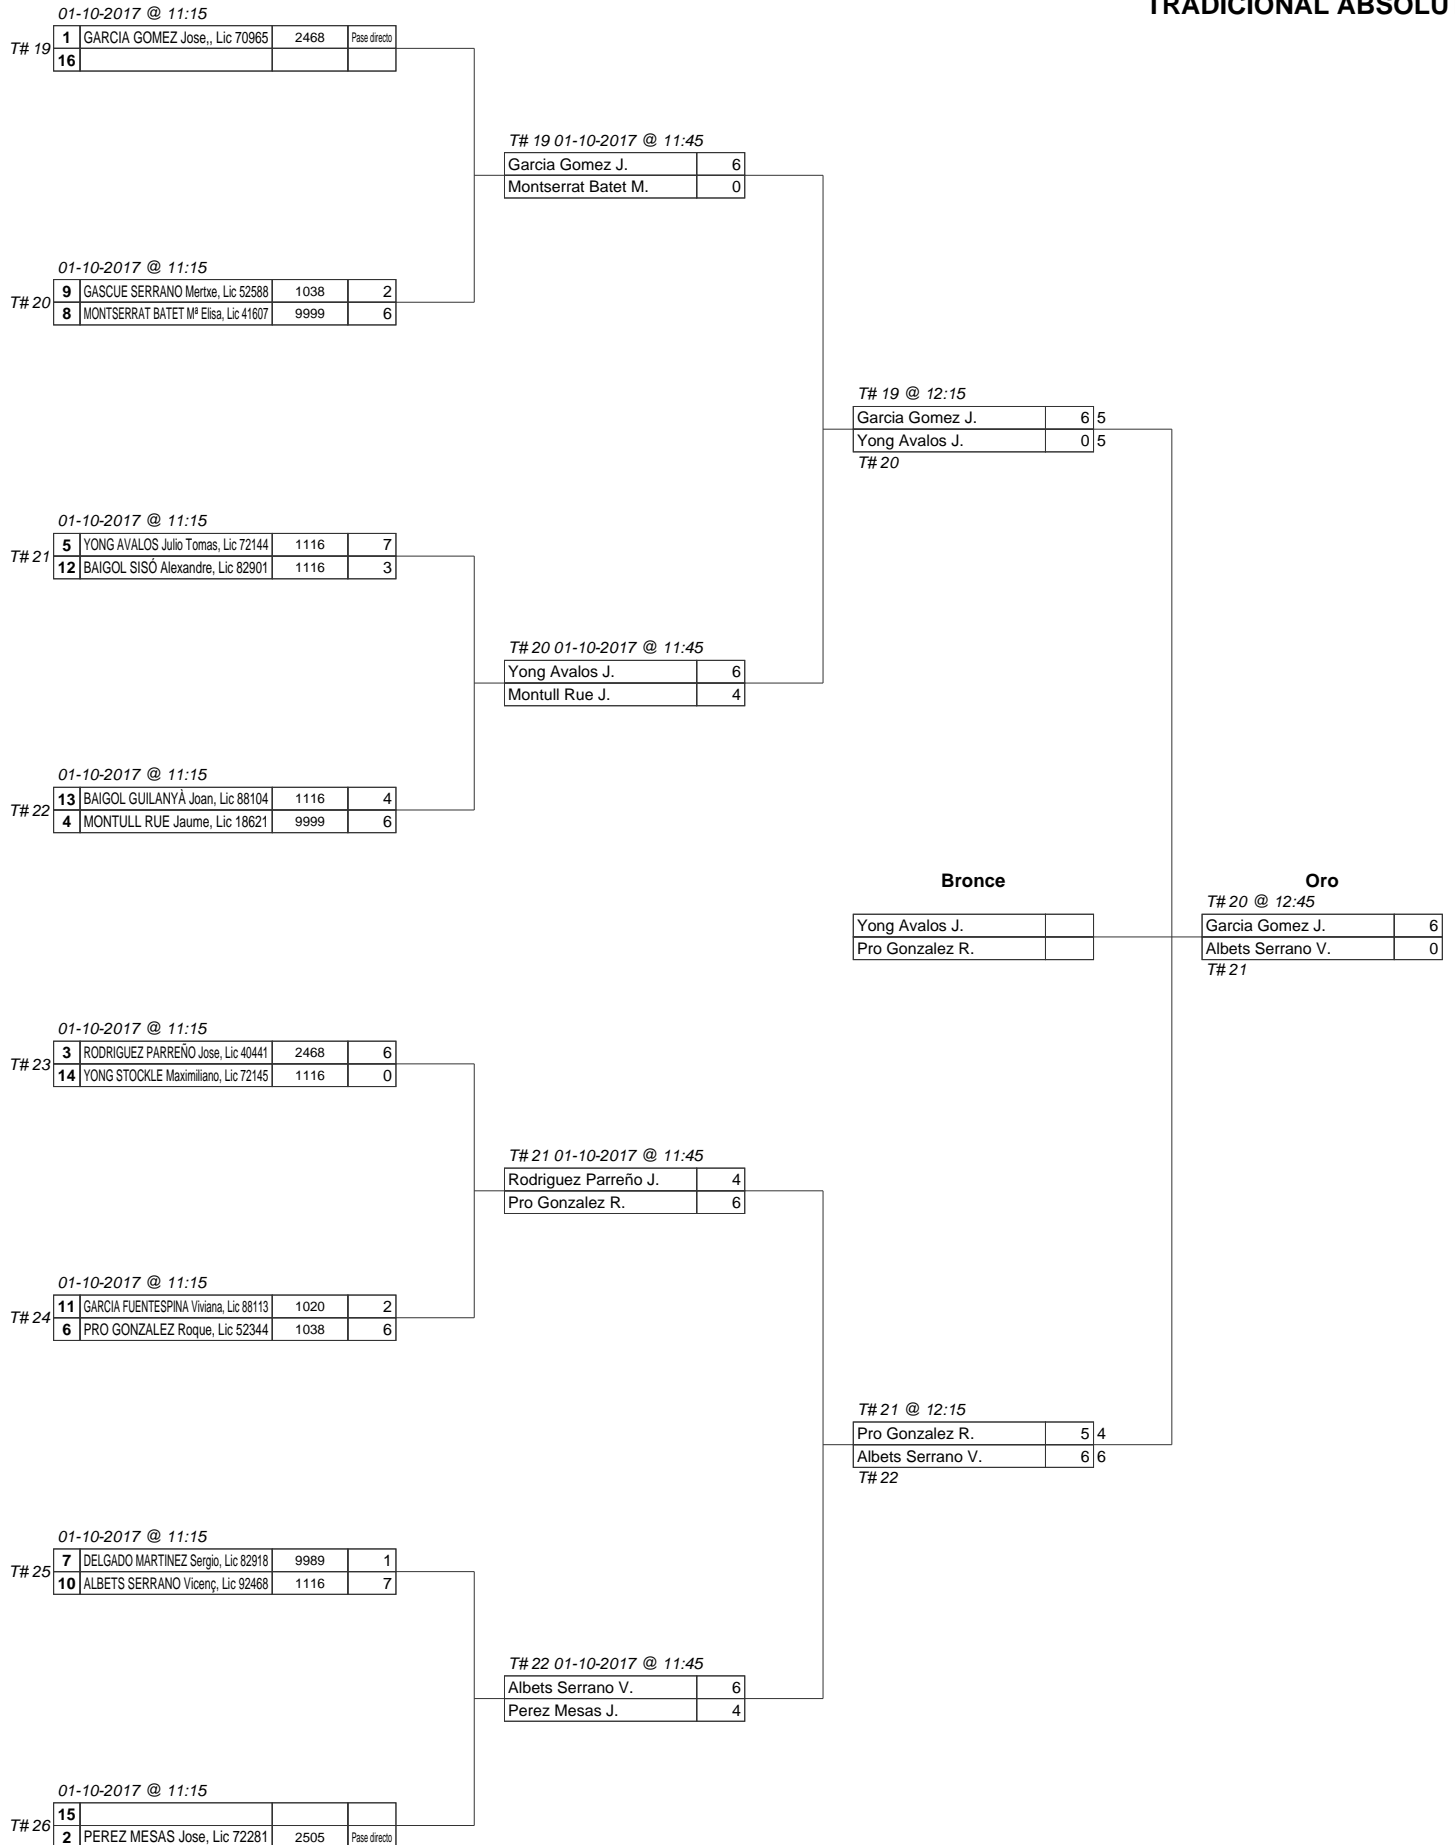 TRADICIONAL ABSOLU
01-10-2017 @ 11:15
T# 19
1 GARCIA GOMEZ Jose,, Lic 70965 2468 Pase directo
16
T# 19 01-10-2017 @ 11:45
Garcia Gomez J. 6
Montserrat Batet M. 0
01-10-2017 @ 11:15
T# 20
9 GASCUE SERRANO Mertxe, Lic 52588 1038 2
8 MONTSERRAT BATET Mª Elisa, Lic 41607 9999 6
T# 19 @ 12:15
Garcia Gomez J. 6 5
Yong Avalos J. 0 5
T# 20
01-10-2017 @ 11:15
T# 21
5 YONG AVALOS Julio Tomas, Lic 72144 1116 7
12 BAIGOL SISÓ Alexandre, Lic 82901 1116 3
T# 20 01-10-2017 @ 11:45
Yong Avalos J. 6
Montull Rue J. 4
01-10-2017 @ 11:15
T# 22
13 BAIGOL GUILANYÀ Joan, Lic 88104 1116 4
4 MONTULL RUE Jaume, Lic 18621 9999 6
Bronce
Yong Avalos J.
Pro Gonzalez R.
Oro
T# 20 @ 12:45
Garcia Gomez J. 6
Albets Serrano V. 0
T# 21
01-10-2017 @ 11:15
T# 23
3 RODRIGUEZ PARREÑO Jose, Lic 40441 2468 6
14 YONG STOCKLE Maximiliano, Lic 72145 1116 0
T# 21 01-10-2017 @ 11:45
Rodriguez Parreño J. 4
Pro Gonzalez R. 6
01-10-2017 @ 11:15
T# 24
11 GARCIA FUENTESPINA Viviana, Lic 88113 1020 2
6 PRO GONZALEZ Roque, Lic 52344 1038 6
T# 21 @ 12:15
Pro Gonzalez R. 5 4
Albets Serrano V. 6 6
T# 22
01-10-2017 @ 11:15
T# 25
7 DELGADO MARTINEZ Sergio, Lic 82918 9989 1
10 ALBETS SERRANO Vicenç, Lic 92468 1116 7
T# 22 01-10-2017 @ 11:45
Albets Serrano V. 6
Perez Mesas J. 4
01-10-2017 @ 11:15
T# 26
15
2 PEREZ MESAS Jose, Lic 72281 2505 Pase directo